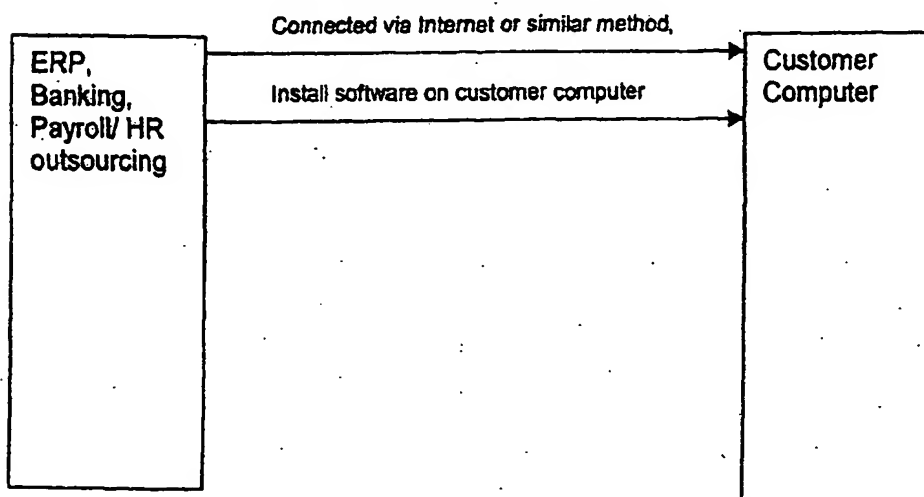 Connected via Internet or similar method,
ERP,
Banking,
Payroll/ HR
outsourcing
Install software on customer computer
Customer
Computer